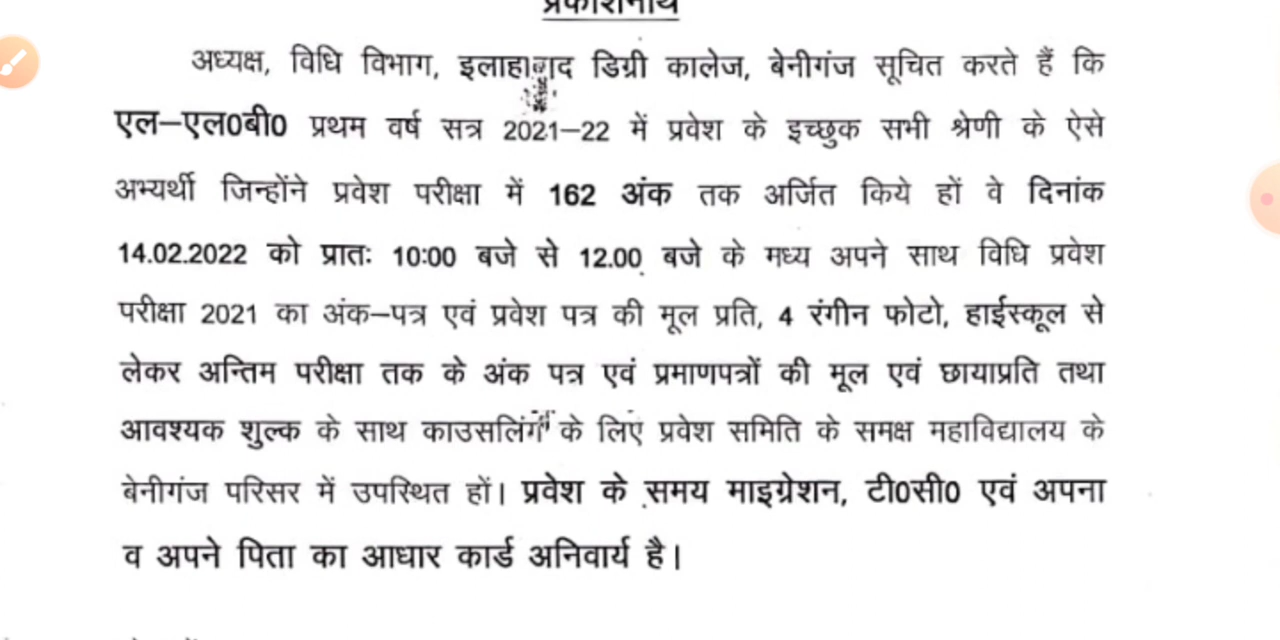 प्रकाशनार्थ
अध्यक्ष, विधि विभाग, इलाहाबाद डिग्री कालेज, बेनीगंज सूचित करते हैं कि
एल–एल0बी0 प्रथम वर्ष सत्र 2021–22 में प्रवेश के इच्छुक सभी श्रेणी के ऐसे
अभ्यर्थी जिन्होंने प्रवेश परीक्षा में 162 अंक तक अर्जित किये हों वे दिनांक
14.02.2022 को प्रातः 10:00 बजे से 12.00 बजे के मध्य अपने साथ विधि प्रवेश
परीक्षा 2021 का अंक–पत्र एवं प्रवेश पत्र की मूल प्रति, 4 रंगीन फोटो, हाईस्कूल से
लेकर अन्तिम परीक्षा तक के अंक पत्र एवं प्रमाणपत्रों की मूल एवं छायाप्रति तथा
आवश्यक शुल्क के साथ काउसलिंग के लिए प्रवेश समिति के समक्ष महाविद्यालय के
बेनीगंज परिसर में उपस्थित हों। प्रवेश के समय माइग्रेशन, टी0सी0 एवं अपना
व अपने पिता का आधार कार्ड अनिवार्य है।